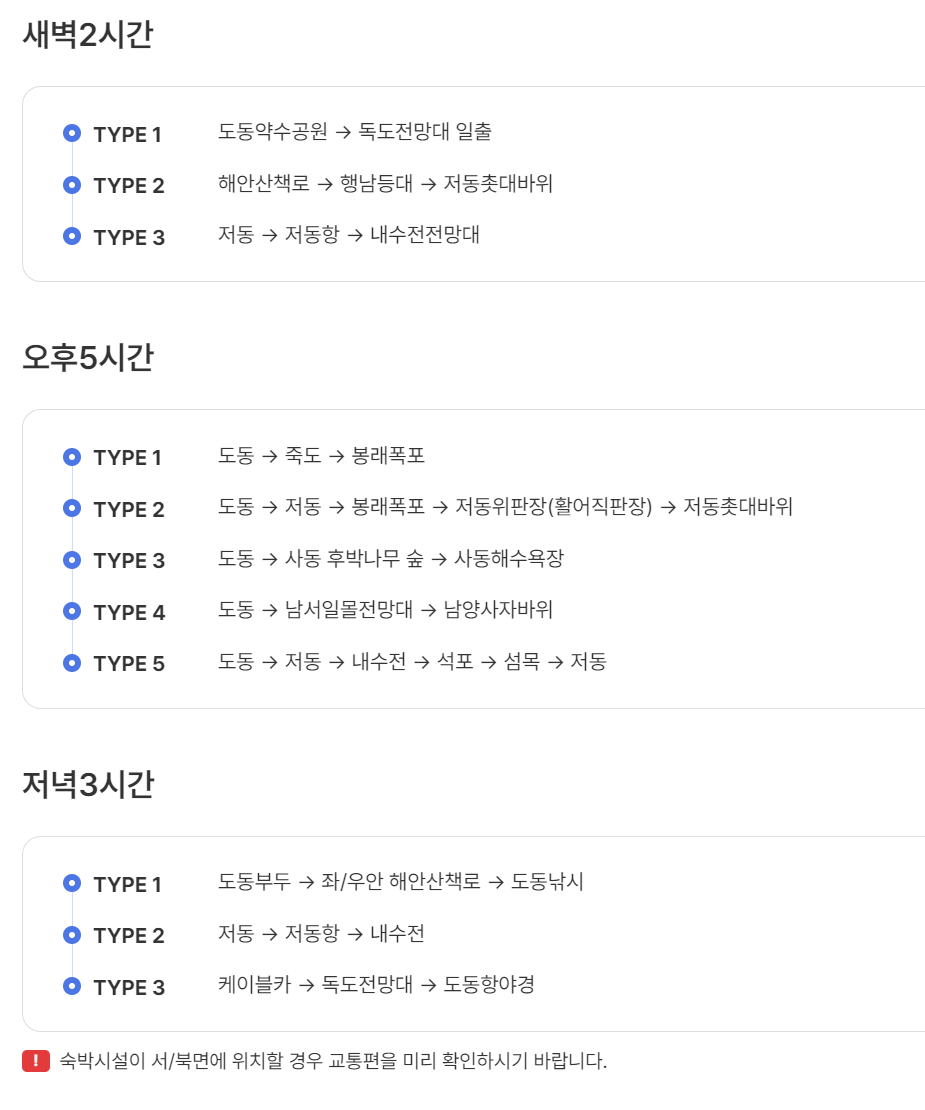 새벽2시간
TYPE 1 도동약수공원 → 독도전망대 일출
TYPE 2 해안산책로 → 행남등대 → 저동촛대바위
TYPE 3 저동 → 저동항 → 내수전전망대
오후5시간
TYPE 1 도동 → 죽도 → 봉래폭포
TYPE 2 도동 → 저동 → 봉래폭포 → 저동위판장(활어직판장) → 저동촛대바위
TYPE 3 도동 → 사동 후박나무 숲 → 사동해수욕장
TYPE 4 도동 → 남서일몰전망대 → 남양사자바위
TYPE 5 도동 → 저동 → 내수전 → 석포 → 섬목 → 저동
저녁3시간
TYPE 1 도동부두 → 좌/우안 해안산책로 → 도동낚시
TYPE 2 저동 → 저동항 → 내수전
TYPE 3 케이블카 → 독도전망대 → 도동항야경
! 숙박시설이 서/북면에 위치할 경우 교통편을 미리 확인하시기 바랍니다.